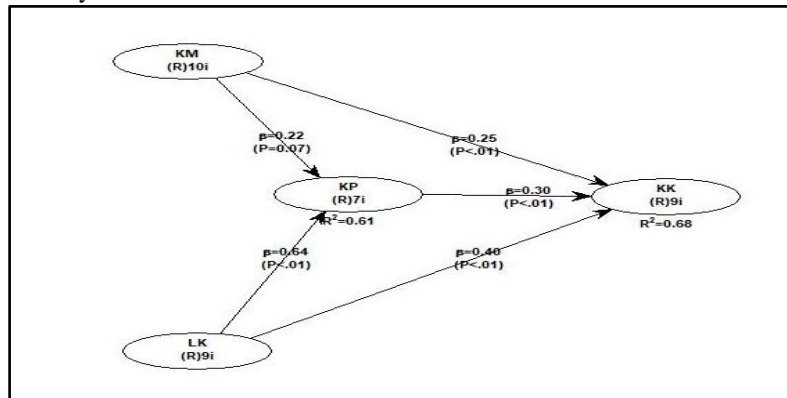 KM
(R)10i
β=0.22
(P=0.07)
β=0.25
(P<.01)
KP
(R)7i
R²=0.61
β=0.30
(P<.01)
KK
(R)9i
R²=0.68
β=0.64
(P<.01)
β=0.40
(P<.01)
LK
(R)9i